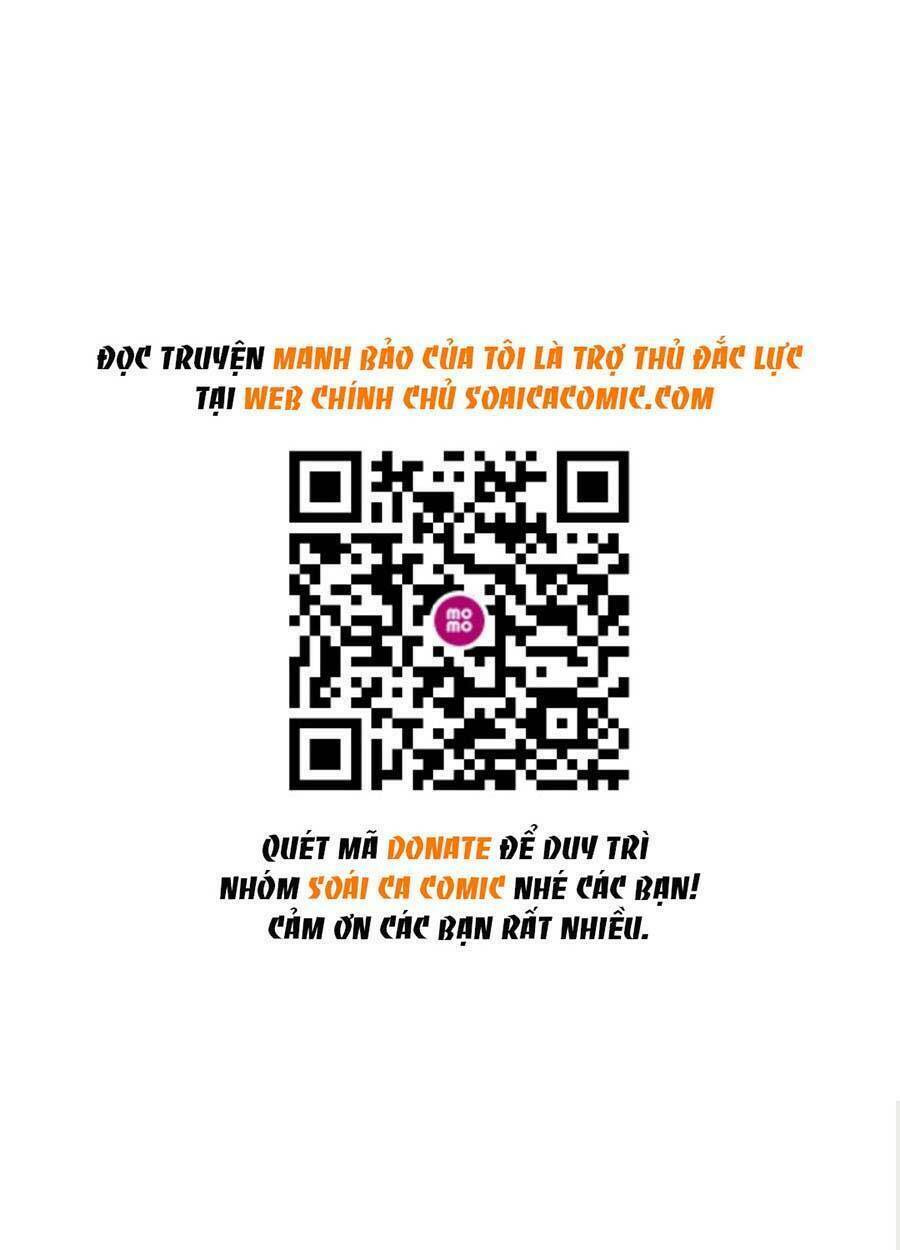 ĐỌC TRUYỆN MANH BẢO CỦA TÔI LÀ TRỢ THỦ ĐẮC LỰC
TẠI WEB CHÍNH CHỦ SOAICACOMIC.COM
mo
mo
QUÉT MÃ DONATE ĐỂ DUY TRÌ
NHÓM SOÁI CA COMIC NHÉ CÁC BẠN!
CẢM ƠN CÁC BẠN RẤT NHIỀU.